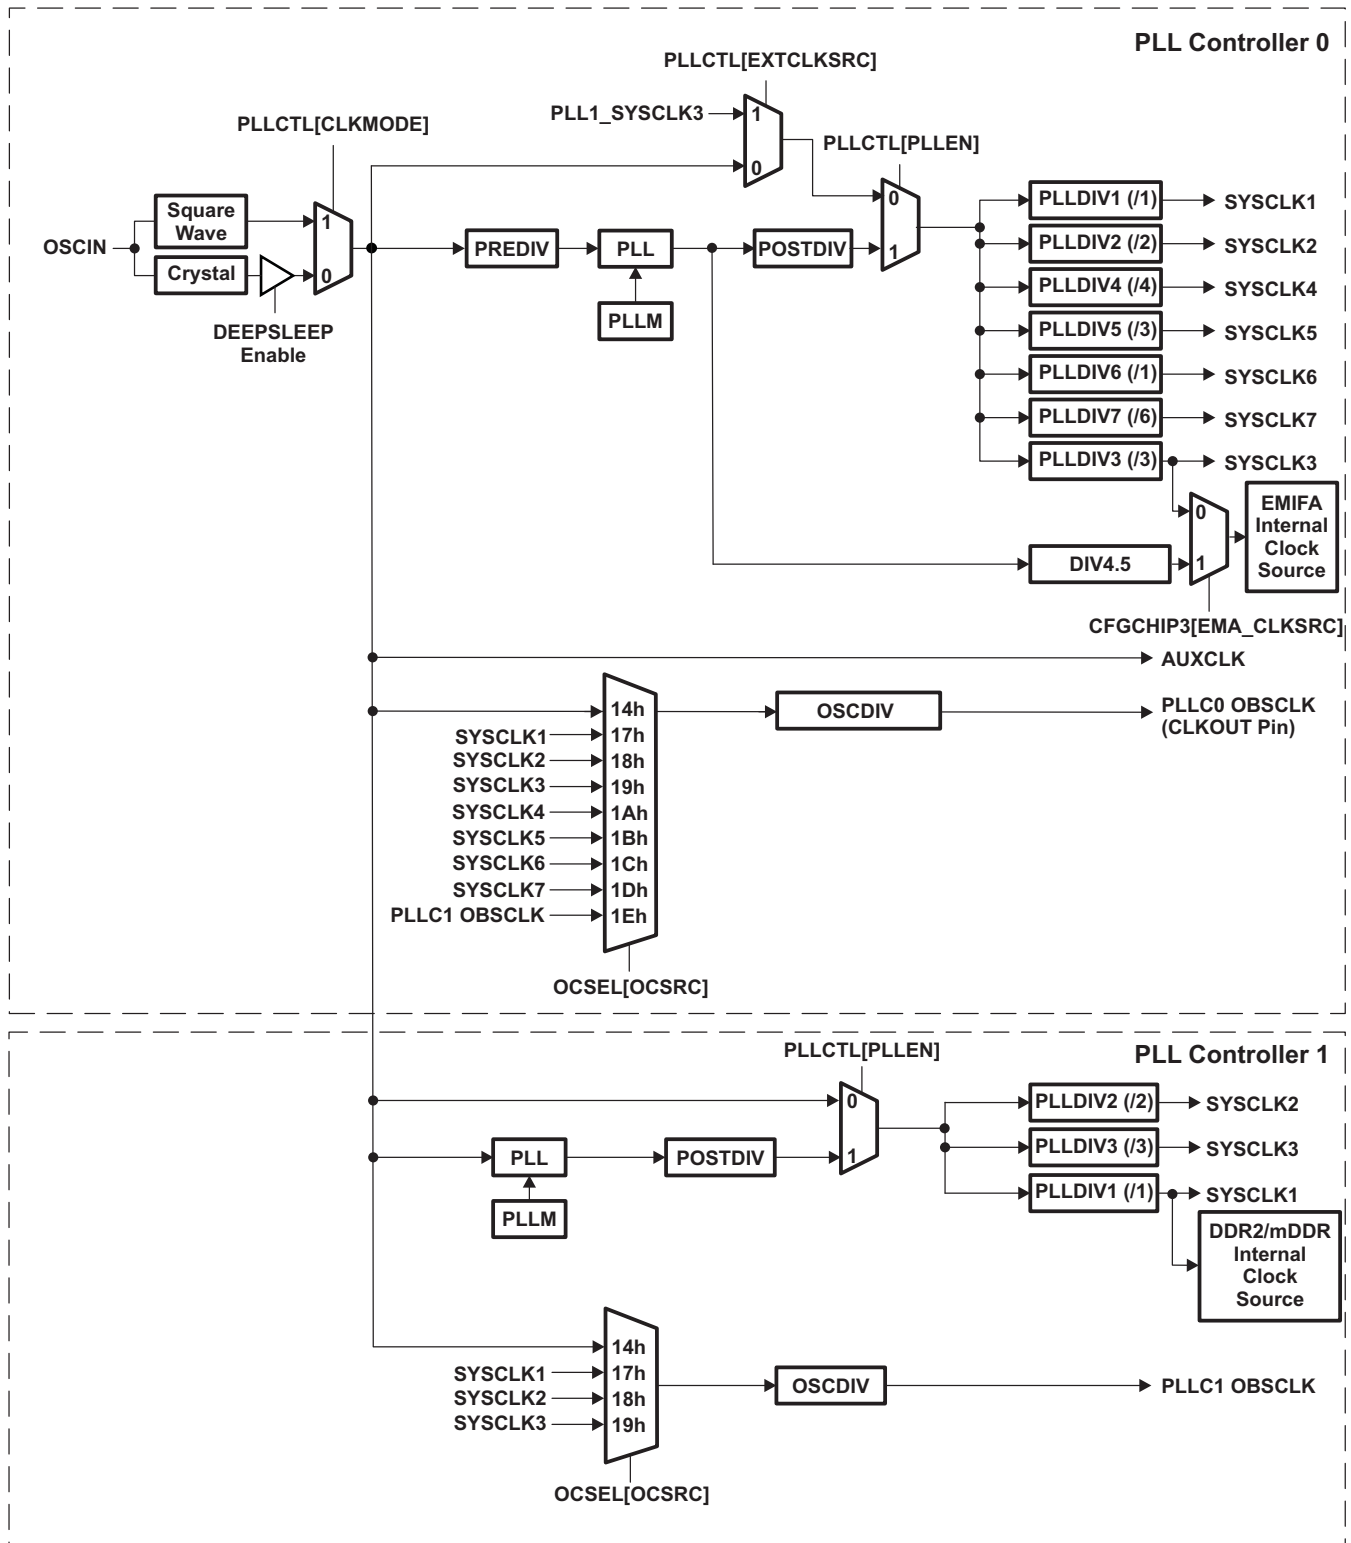 PLL Controller 0
PLLCTL[EXTCLKSRC]
PLL1_SYSCLK3
1
0
PLLCTL[CLKMODE]
PLLCTL[PLLEN]
OSCIN
Square
Wave
Crystal
1
0
DEEPSLEEP
Enable
PREDIV
PLL
PLLM
POSTDIV
0
1
PLLDIV1 (/1)
SYSCLK1
PLLDIV2 (/2)
SYSCLK2
PLLDIV4 (/4)
SYSCLK4
PLLDIV5 (/3)
SYSCLK5
PLLDIV6 (/1)
SYSCLK6
PLLDIV7 (/6)
SYSCLK7
PLLDIV3 (/3)
SYSCLK3
0
1
EMIFA
Internal
Clock
Source
DIV4.5
CFGCHIP3[EMA_CLKSRC]
AUXCLK
14h
OSCDIV
PLLC0 OBSCLK
(CLKOUT Pin)
SYSCLK1
17h
SYSCLK2
18h
SYSCLK3
19h
SYSCLK4
1Ah
SYSCLK5
1Bh
SYSCLK6
1Ch
SYSCLK7
1Dh
PLLC1 OBSCLK
1Eh
OCSEL[OCSRC]
PLL Controller 1
PLLCTL[PLLEN]
0
1
PLL
PLLM
POSTDIV
PLLDIV2 (/2)
SYSCLK2
PLLDIV3 (/3)
SYSCLK3
PLLDIV1 (/1)
SYSCLK1
DDR2/mDDR
Internal
Clock
Source
14h
SYSCLK1
17h
SYSCLK2
18h
SYSCLK3
19h
OSCDIV
PLLC1 OBSCLK
OCSEL[OCSRC]